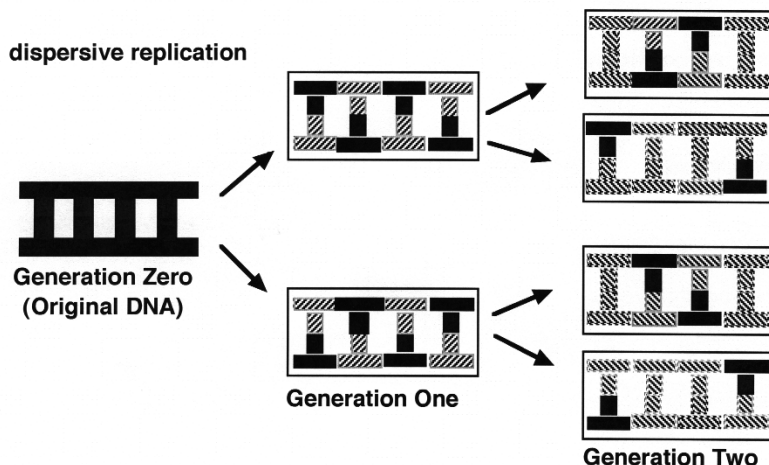 dispersive replication
Generation Zero
(Original DNA)
Generation One
Generation Two